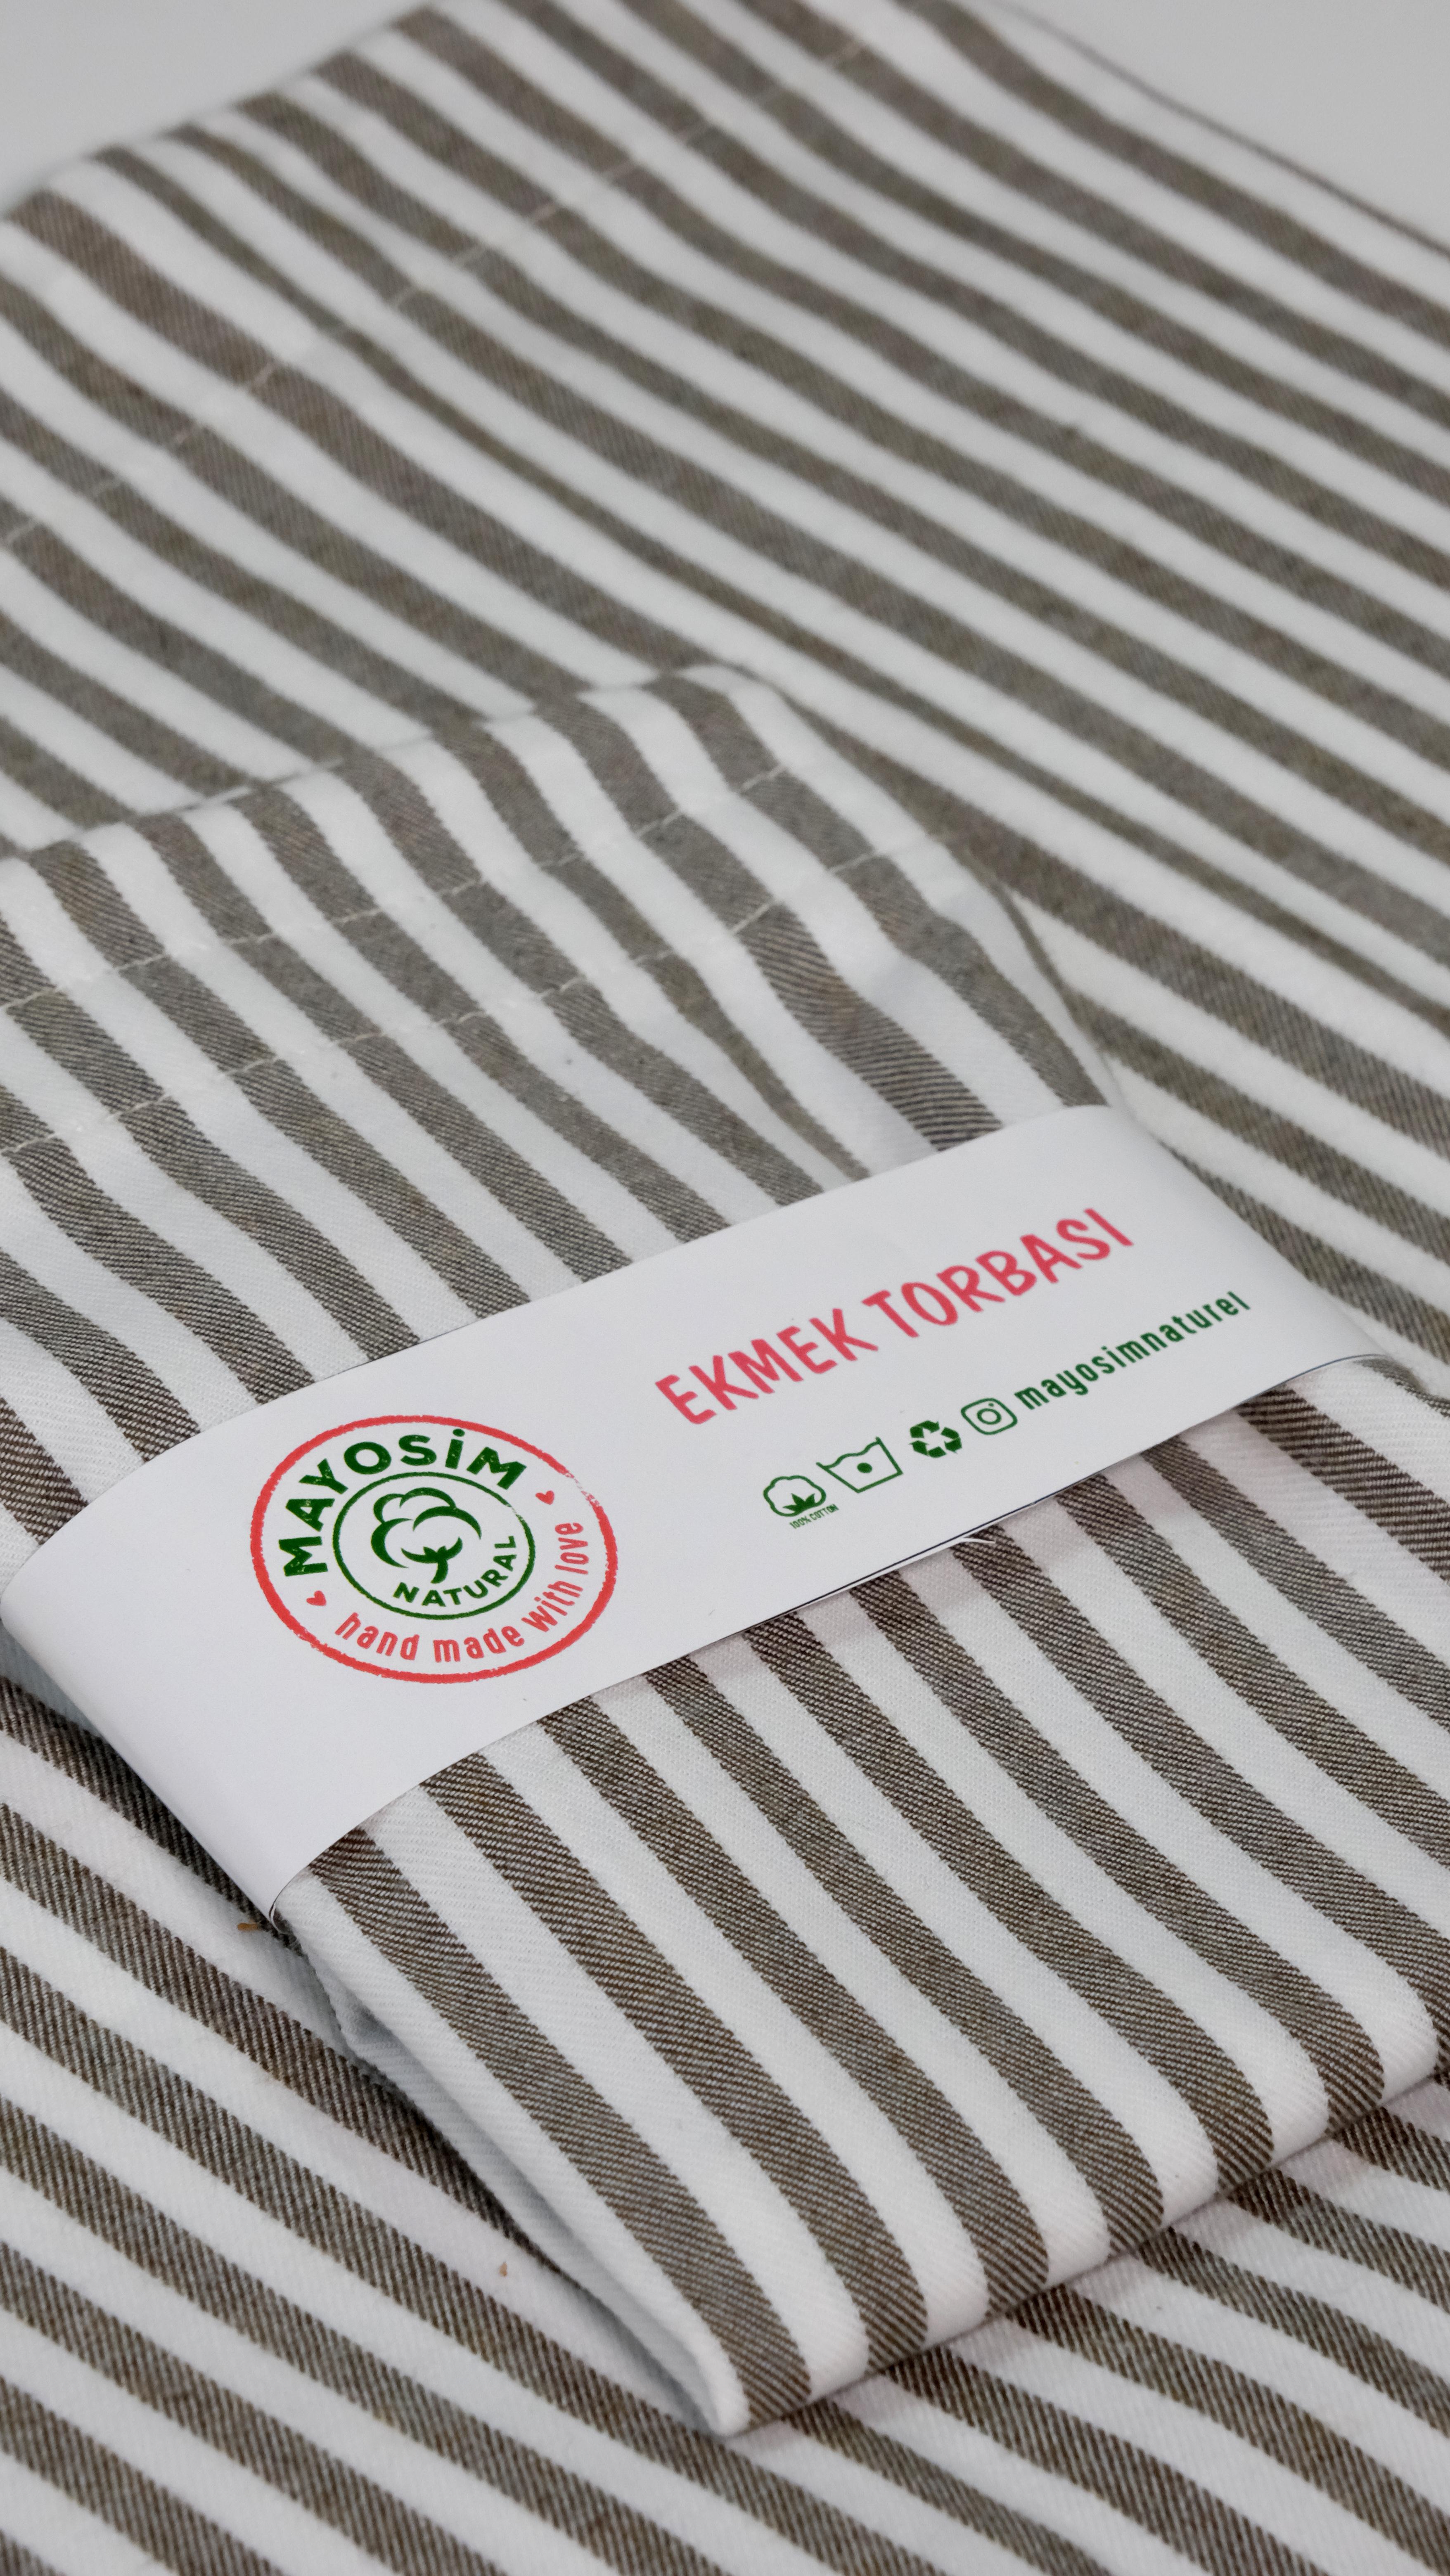 MAYOSİM
NATURAL
hand made with love
EKMEK TORBASI
100% COTTON
mayosimnaturel